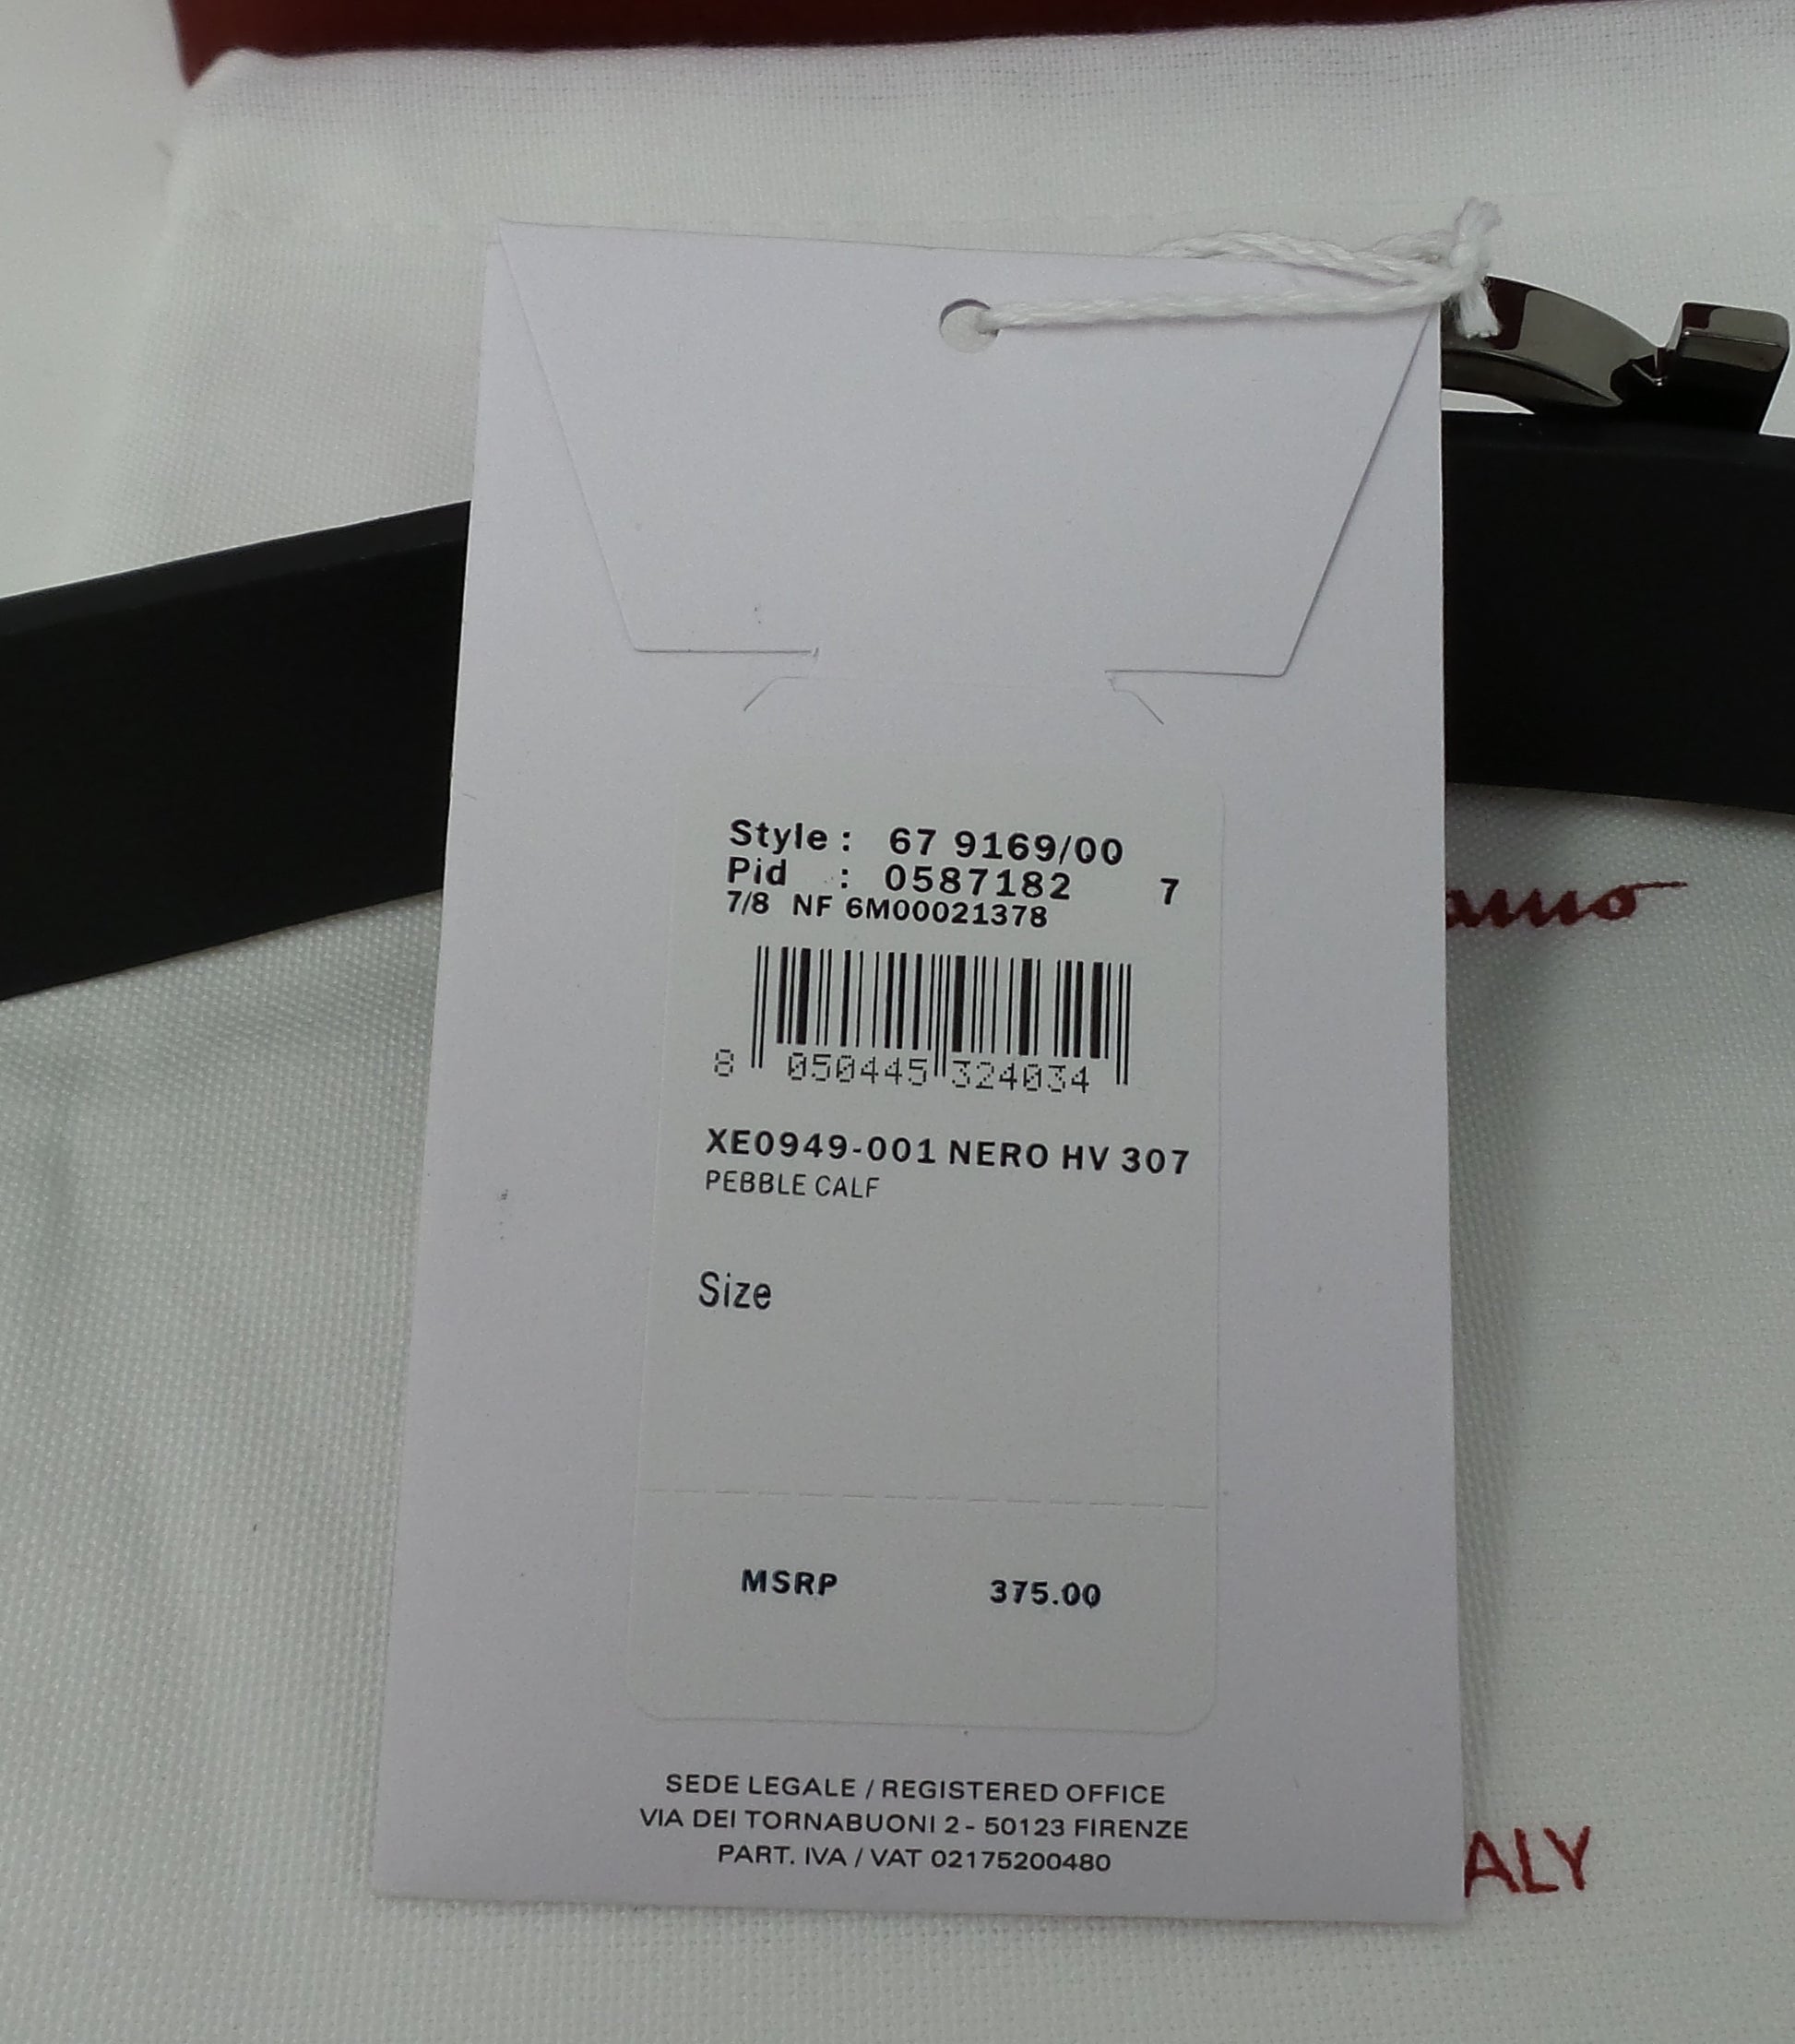 Style : 67 9169/00
Pid : 0587182 7
7/8 NF 6M00021378
8 050445 324034
XE0949-001 NERO HV 307
PEBBLE CALF
Size
MSRP 375.00
SEDE LEGALE / REGISTERED OFFICE
VIA DEI TORNABUONI 2 - 50123 FIRENZE
PART. IVA / VAT 02175200480
amo
ALY